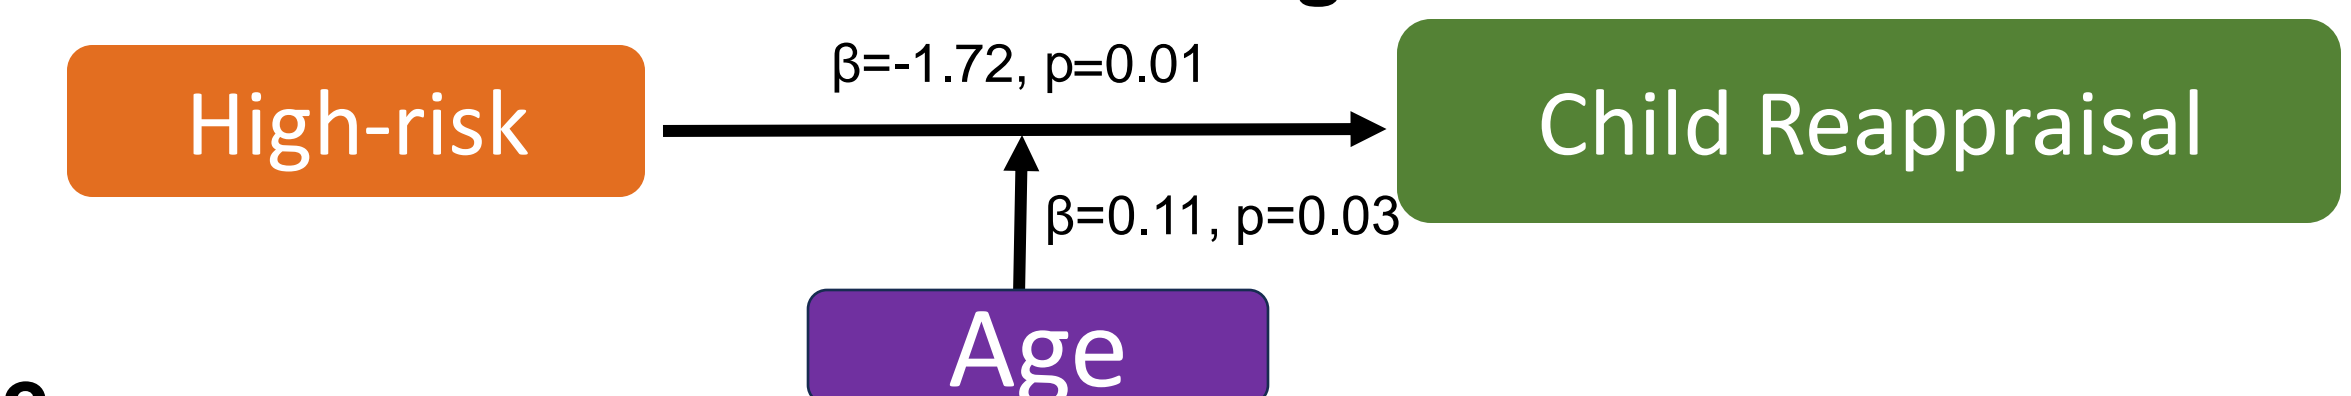 β=-1.72, p=0.01
High-risk
Child Reappraisal
β=0.11, p=0.03
Age